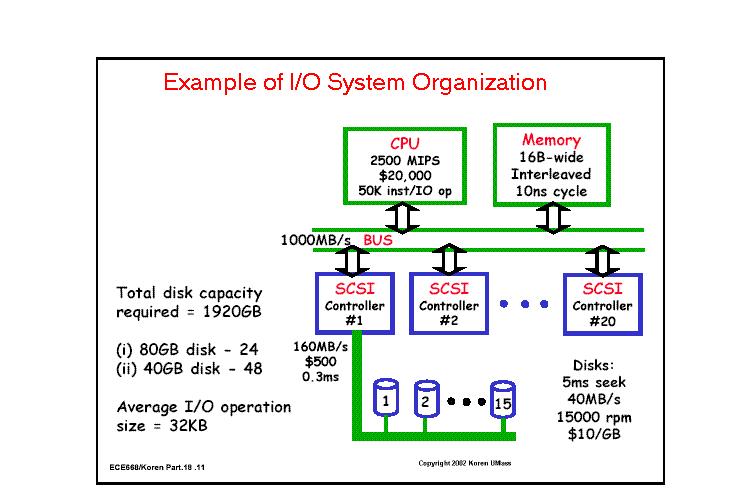 Example of I/O System Organization
CPU
2500 MIPS
$20,000
50K inst/IO op
Memory
16B-wide
Interleaved
10ns cycle
1000MB/s BUS
SCSI
Controller
#1
SCSI
Controller
#2
SCSI
Controller
#20
Total disk capacity
required = 1920GB
(i) 80GB disk - 24
(ii) 40GB disk - 48
Average I/O operation
size = 32KB
160MB/s
$500
0.3ms
1
2
15
Disks:
5ms seek
40MB/s
15000 rpm
$10/GB
ECE668/Koren Part.18 .11
Copyright 2002 Koren UMass